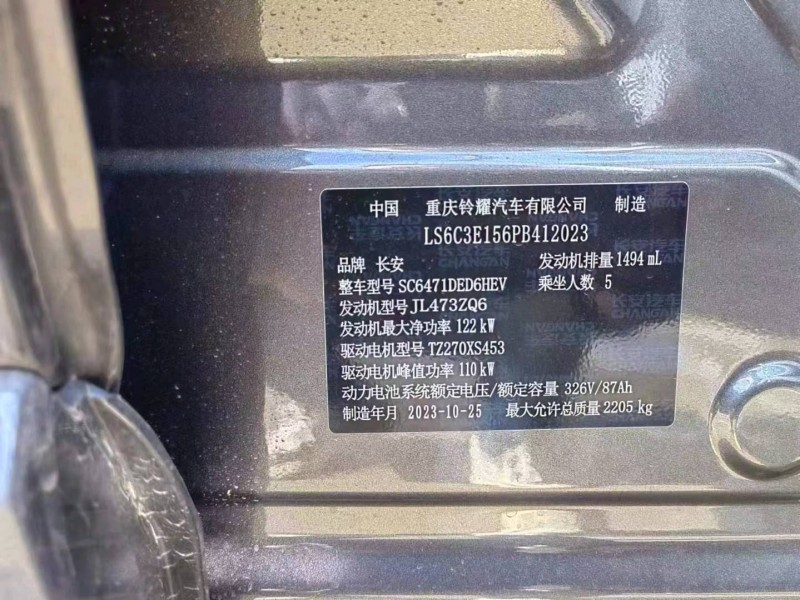 中国 重庆铃耀汽车有限公司 制造
LS6C3E156PB412023
品牌 长安 发动机排量 1494 mL
整车型号 SC6471DED6HEV 乘坐人数 5
发动机型号 JL473ZQ6
发动机最大净功率 122 kW
驱动电机型号 TZ270XS453
驱动电机峰值功率 110 kW
动力电池系统额定电压/额定容量 326V/87Ah
制造年月 2023-10-25 最大允许总质量 2205 kg